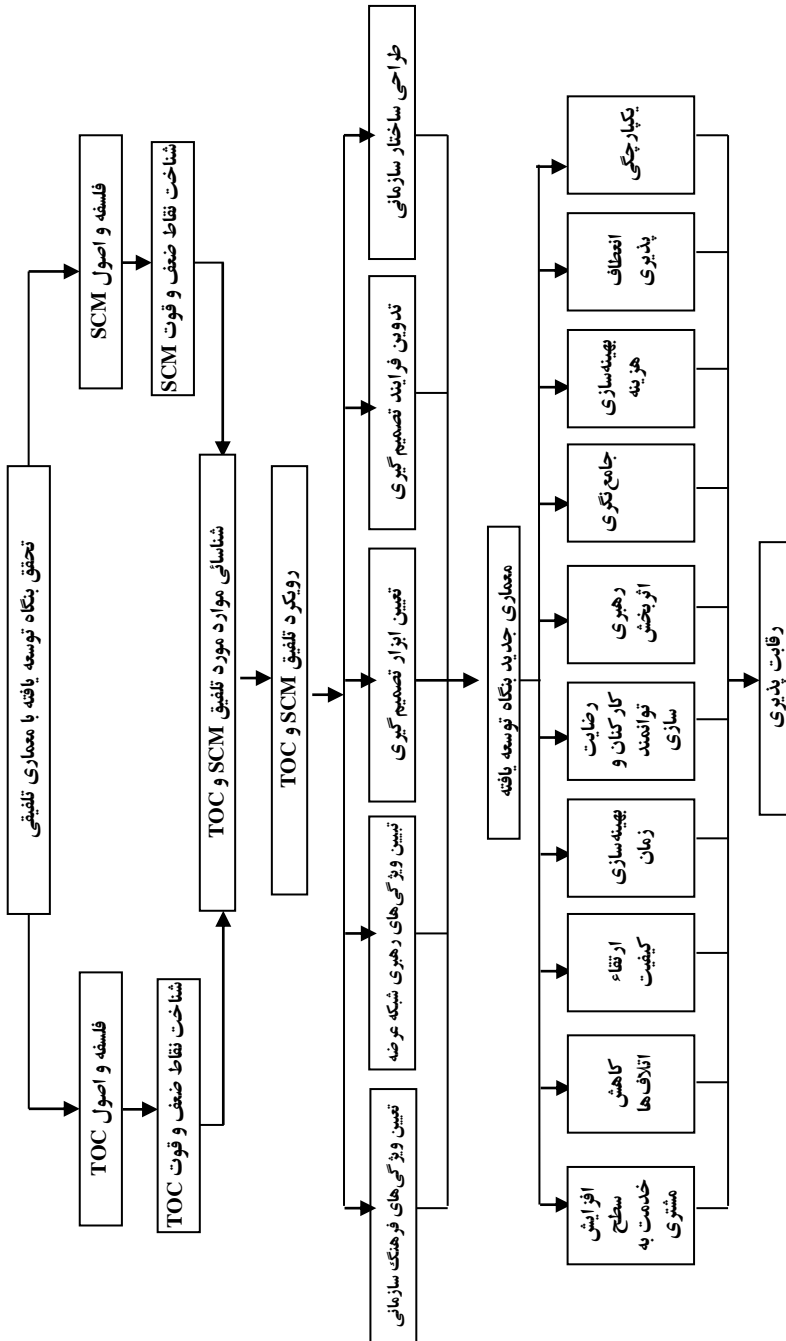 تحقق بنگاه توسعه یافته با معماری تلفیقی
فلسفه و اصول SCM
فلسفه و اصول TOC
شناخت نقاط ضعف و قوت SCM
شناخت نقاط ضعف و قوت TOC
شناسائی موارد مورد تلفیق SCM و TOC
رویکرد تلفیق SCM و TOC
طراحی ساختار سازمانی
تدوین فرایند تصمیم گیری
تعیین ابزار تصمیم گیری
تبیین ویژگی‌های رهبری شبکه عرضه
تعیین ویژگی‌های فرهنگ سازمانی
معماری جدید بنگاه توسعه یافته
یکپارچگی
انعطاف
پذیری
بهینه‌سازی
هزینه
جامع‌نگری
رهبری
اثربخش
رضایت
کارکنان و
توانمند
سازی
بهینه‌سازی
زمان
ارتقاء
کیفیت
کاهش
اتلاف‌ها
افزایش
سطح
خدمت به
مشتری
رقابت پذیری